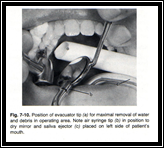 Fig. 7-10. Position of evacuator tip (a) for maximal removal of water
and debris in operating area. Note air syringe tip (b) in position to
dry mirror and saliva ejector (c) placed on left side of patient's
mouth.